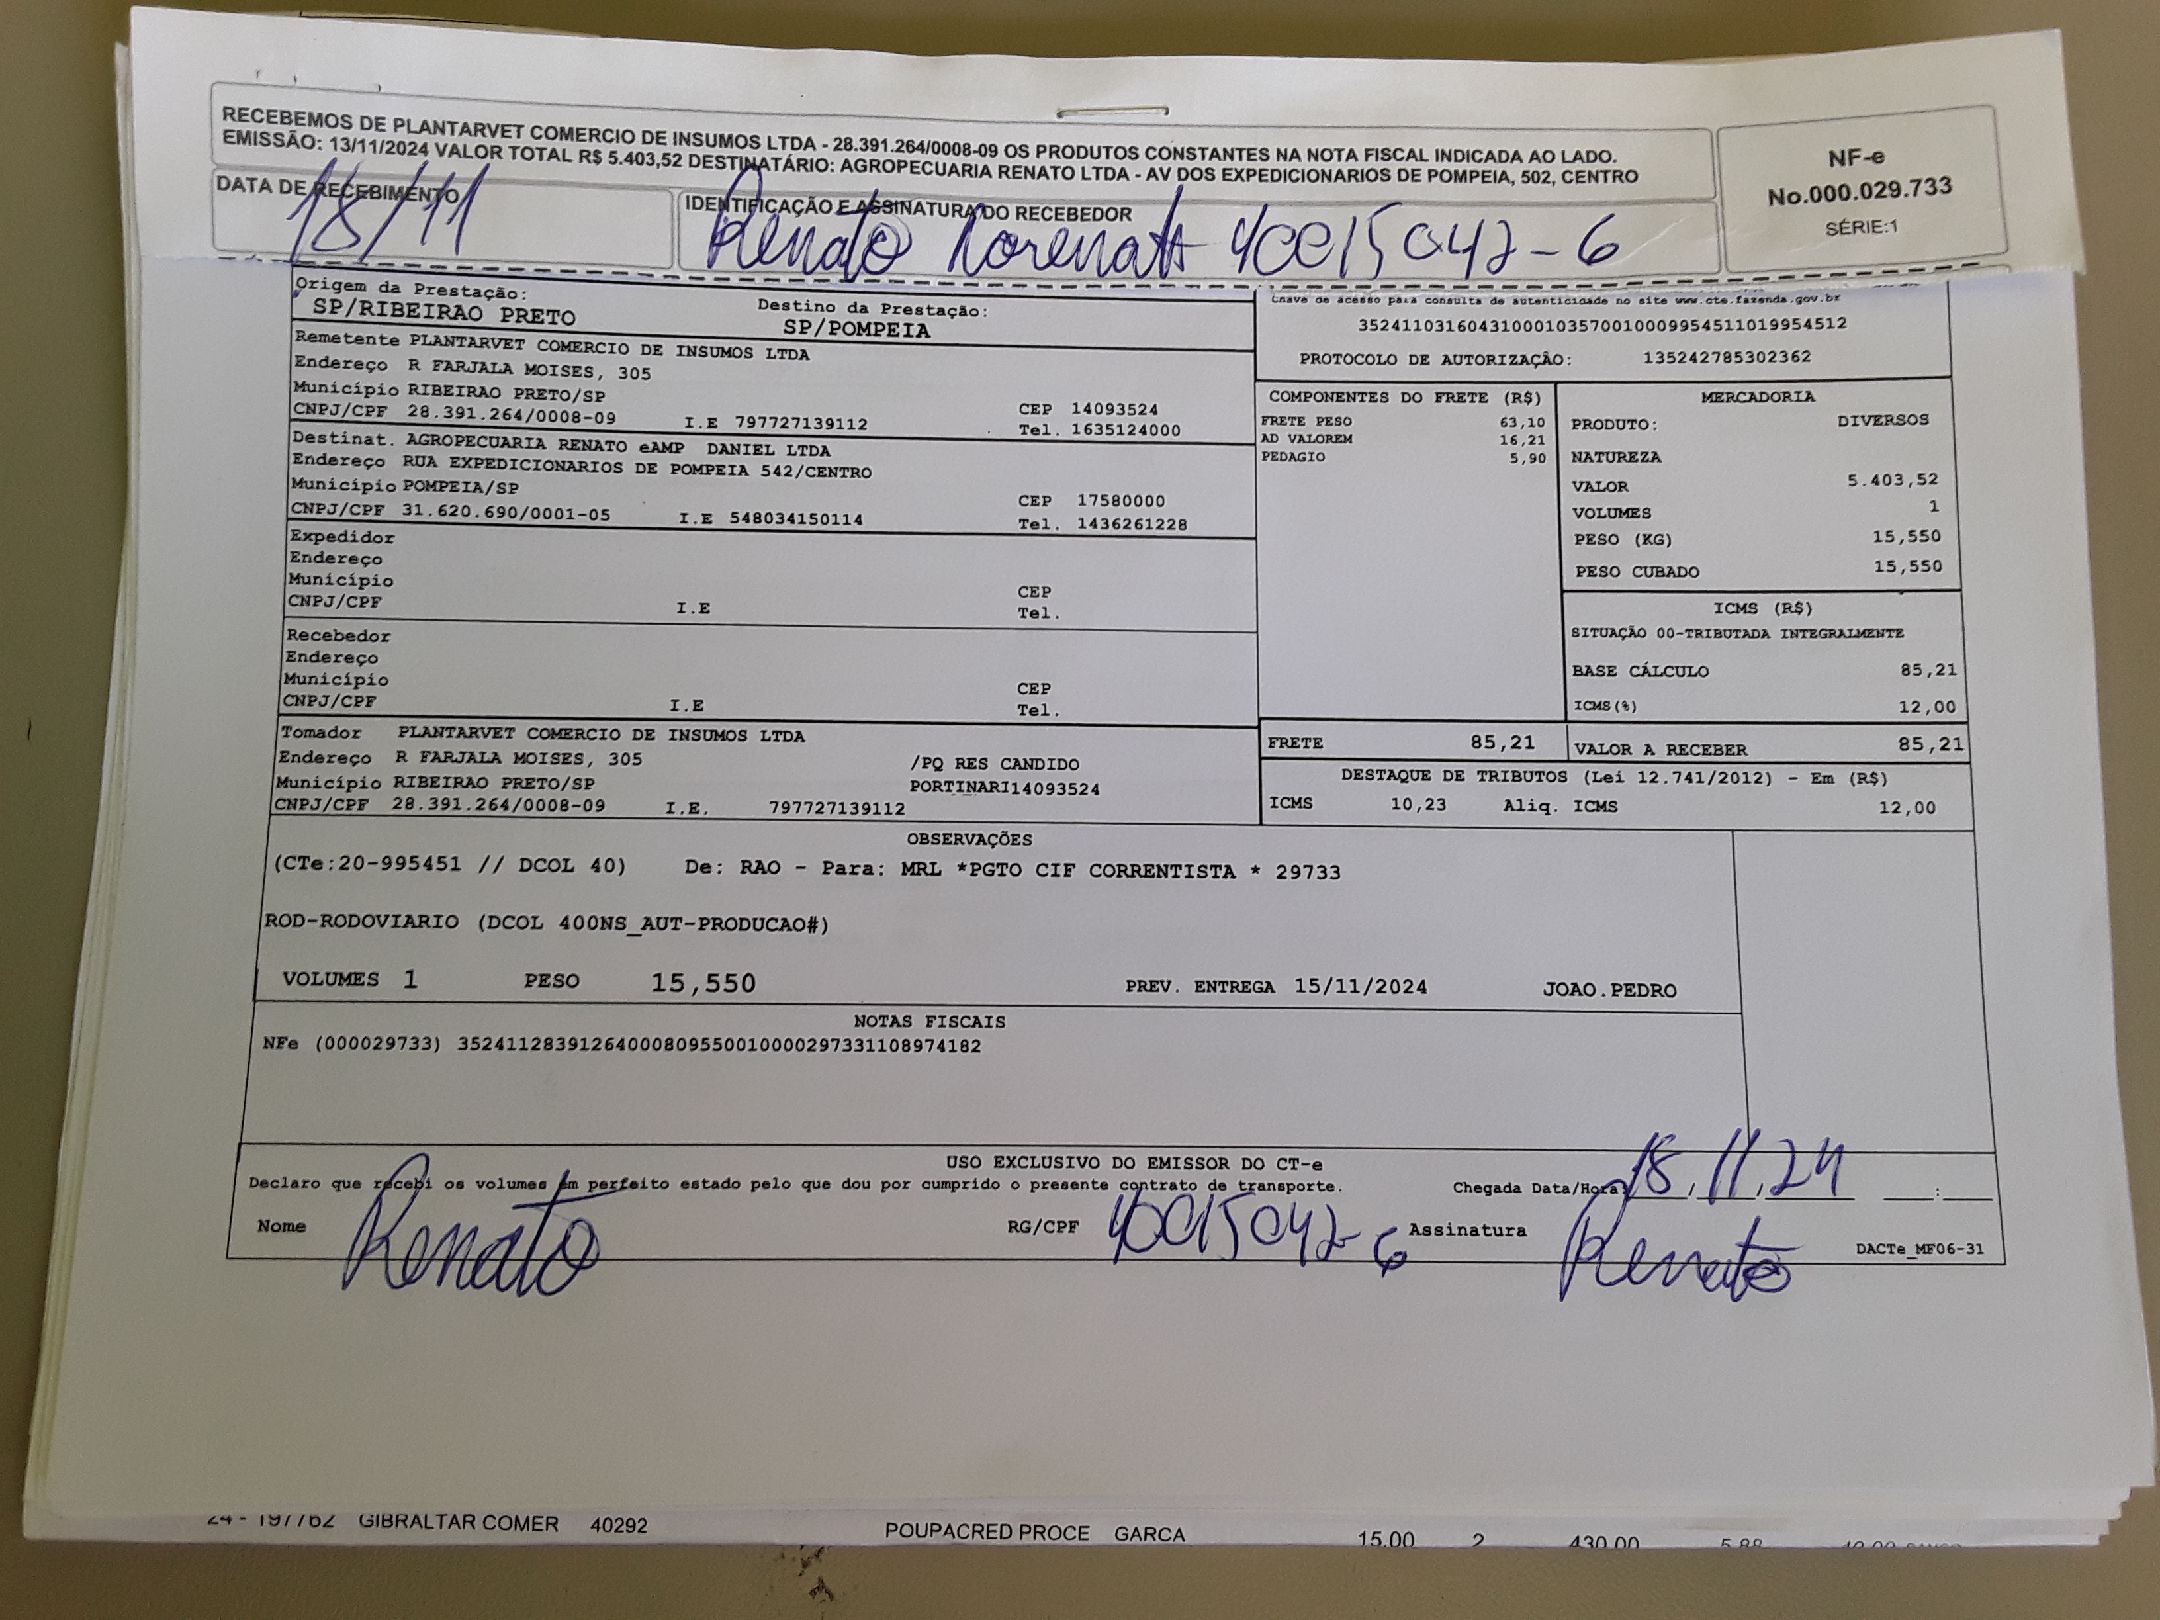 RECEBEMOS DE PLANTARVET COMERCIO DE INSUMOS LTDA - 28.391.264/0008-09 OS PRODUTOS CONSTANTES NA NOTA FISCAL INDICADA AO LADO.
EMISSÃO: 13/11/2024 VALOR TOTAL R$ 5.403,52 DESTINATÁRIO: AGROPECUARIA RENATO LTDA - AV DOS EXPEDICIONARIOS DE POMPEIA, 502, CENTRO
NF-e
No.000.029.733
SÉRIE:1
DATA DE RECEBIMENTO
18/11
IDENTIFICAÇÃO E ASSINATURA DO RECEBEDOR
Renato 40015042-6
Origem da Prestação:
SP/RIBEIRAO PRETO
Destino da Prestação:
SP/POMPEIA
Chave de acesso para consulta de autenticidade no site www.cte.fazenda.gov.br
35241103160431000103570010009954511019954512
PROTOCOLO DE AUTORIZAÇÃO: 135242785302362
Remetente PLANTARVET COMERCIO DE INSUMOS LTDA
Endereço R FARJALA MOISES, 305
Município RIBEIRAO PRETO/SP CEP 14093524
CNPJ/CPF 28.391.264/0008-09 I.E 797727139112 Tel. 1635124000
Destinat. AGROPECUARIA RENATO eAMP DANIEL LTDA
Endereço RUA EXPEDICIONARIOS DE POMPEIA 542/CENTRO
Município POMPEIA/SP CEP 17580000
CNPJ/CPF 31.620.690/0001-05 I.E 548034150114 Tel. 1436261228
Expedidor
Endereço
Município CEP
CNPJ/CPF I.E Tel.
Recebedor
Endereço
Município CEP
CNPJ/CPF I.E Tel.
Tomador PLANTARVET COMERCIO DE INSUMOS LTDA
Endereço R FARJALA MOISES, 305 /PQ RES CANDIDO
Município RIBEIRAO PRETO/SP PORTINARI14093524
CNPJ/CPF 28.391.264/0008-09 I.E. 797727139112
COMPONENTES DO FRETE (R$)
FRETE PESO 63,10
AD VALOREM 16,21
PEDAGIO 5,90
MERCADORIA
PRODUTO: DIVERSOS
NATUREZA
VALOR 5.403,52
VOLUMES 1
PESO (KG) 15,550
PESO CUBADO 15,550
ICMS (R$)
SITUAÇÃO 00-TRIBUTADA INTEGRALMENTE
BASE CÁLCULO 85,21
ICMS(%) 12,00
FRETE 85,21 VALOR A RECEBER 85,21
DESTAQUE DE TRIBUTOS (Lei 12.741/2012) - Em (R$)
ICMS 10,23 Aliq. ICMS 12,00
OBSERVAÇÕES
(CTe:20-995451 // DCOL 40) De: RAO - Para: MRL *PGTO CIF CORRENTISTA * 29733
ROD-RODOVIARIO (DCOL 400NS_AUT-PRODUCAO#)
VOLUMES 1 PESO 15,550 PREV. ENTREGA 15/11/2024 JOAO.PEDRO
NOTAS FISCAIS
NFe (000029733) 35241128391264000809550010000297331108974182
USO EXCLUSIVO DO EMISSOR DO CT-e
Declaro que recebi os volumes em perfeito estado pelo que dou por cumprido o presente contrato de transporte. Chegada Data/Hora: 18/11/24 __:__
Nome Renato RG/CPF 40015042-6 Assinatura Renato
DACTe_MF06-31
24 - 197762 GIBRALTAR COMER 40292 POUPACRED PROCE GARCA 15.00 2 430.00